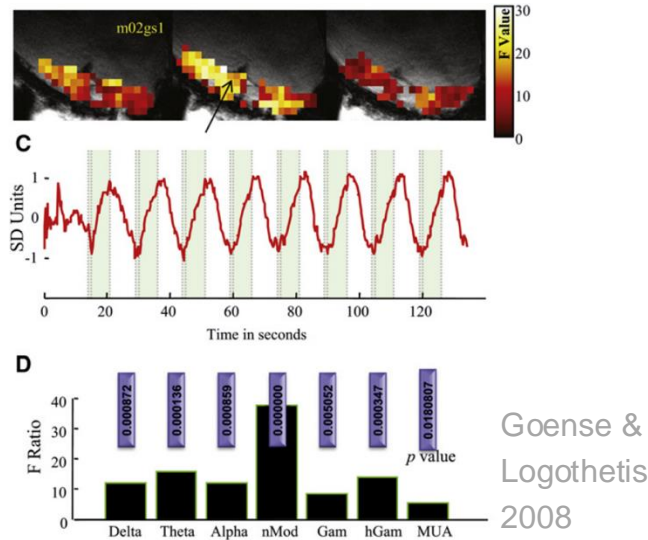 m02gs1
30
20
10
0
F Value
C
1
0
-1
SD Units
0 20 40 60 80 100 120
Time in seconds
D
0.000872 0.000136 0.000859 0.000000 0.005052 0.000347 0.0180807
p value
40
30
20
10
0
F Ratio
Delta Theta Alpha nMod Gam hGam MUA
Goense &
Logothetis
2008